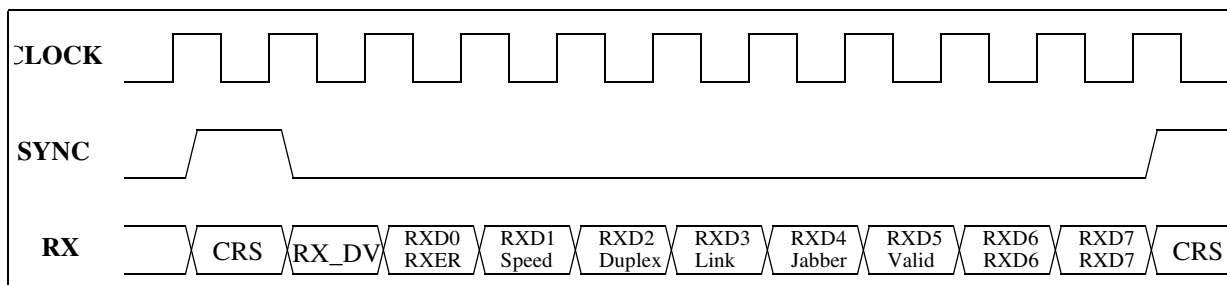 CLOCK
SYNC
RX CRS RX_DV RXD0 RXD1 RXD2 RXD3 RXD4 RXD5 RXD6 RXD7 CRS
RXER Speed Duplex Link Jabber Valid RXD6 RXD7